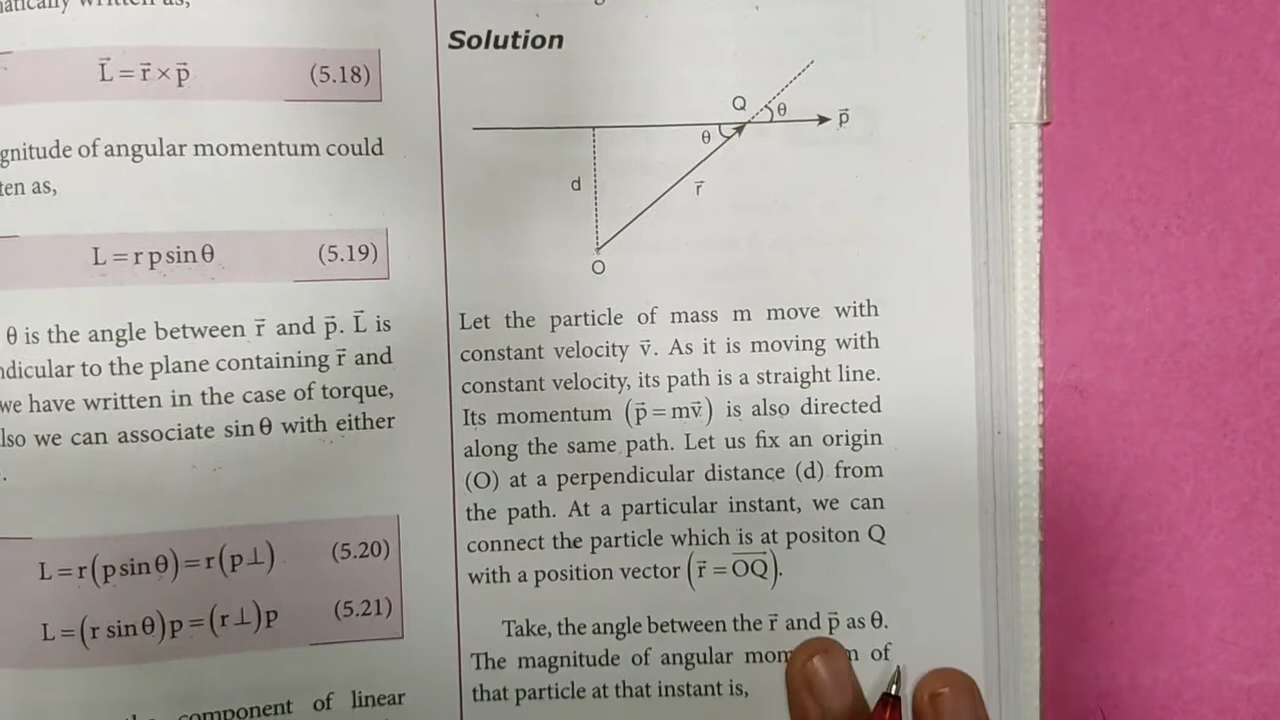 L⃗ = r⃗ × p⃗ (5.18)
gnitude of angular momentum could
ten as,
L = r p sin θ (5.19)
θ is the angle between r⃗ and p⃗. L⃗ is
ndicular to the plane containing r⃗ and
we have written in the case of torque,
lso we can associate sin θ with either
.
L = r(p sin θ) = r(p⊥) (5.20)
L = (r sin θ)p = (r⊥)p (5.21)
component of linear
Solution
Q
θ
p⃗
θ
d
r⃗
O
Let the particle of mass m move with
constant velocity v⃗. As it is moving with
constant velocity, its path is a straight line.
Its momentum (p⃗ = mv⃗) is also directed
along the same path. Let us fix an origin
(O) at a perpendicular distance (d) from
the path. At a particular instant, we can
connect the particle which is at positon Q
with a position vector (r⃗ = OQ⃗).
Take, the angle between the r⃗ and p⃗ as θ.
The magnitude of angular mom n of
that particle at that instant is,